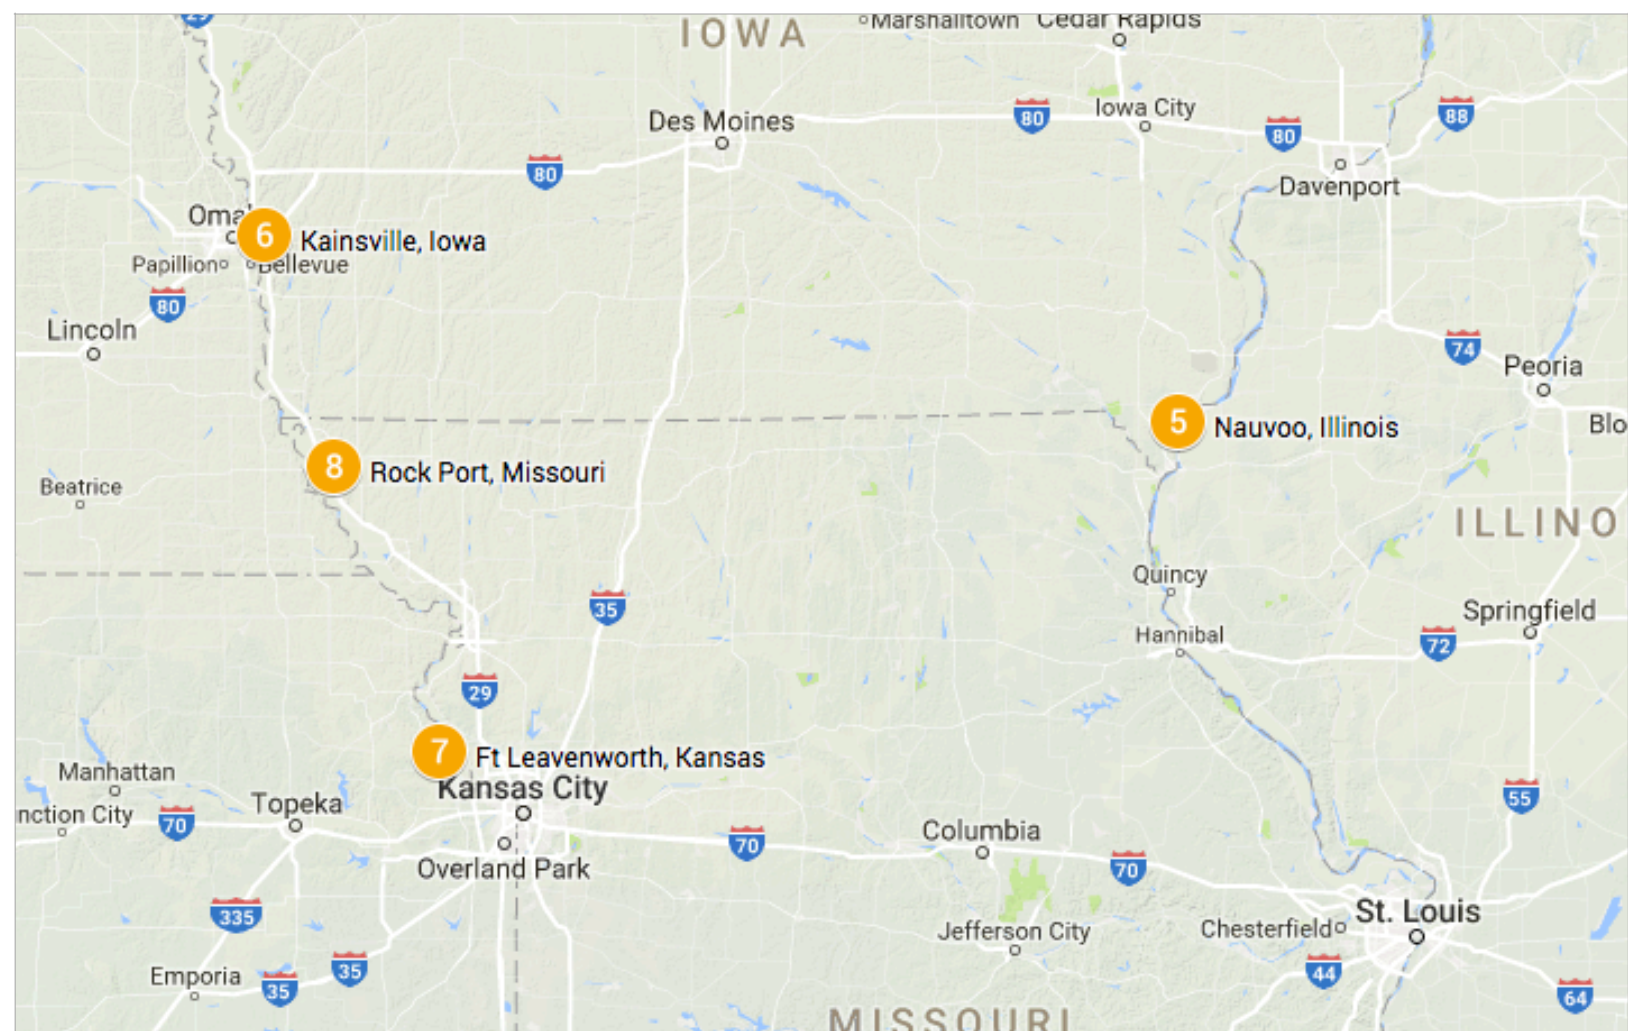 29
IOWA
Marshalltown
Cedar Rapids
80
Iowa City
88
Des Moines
80
80
Davenport
Oma
6
Kainsville, Iowa
Papillion
Bellevue
80
Lincoln
74
Peoria
5
Nauvoo, Illinois
Blo
8
Rock Port, Missouri
Beatrice
ILLINO
Quincy
35
Springfield
Hannibal
72
29
7
Ft Leavenworth, Kansas
Manhattan
Kansas City
55
Topeka
nction City
70
Columbia
70
Overland Park
70
335
St. Louis
Jefferson City
Chesterfield
35
44
Emporia
35
64
MISSOURI